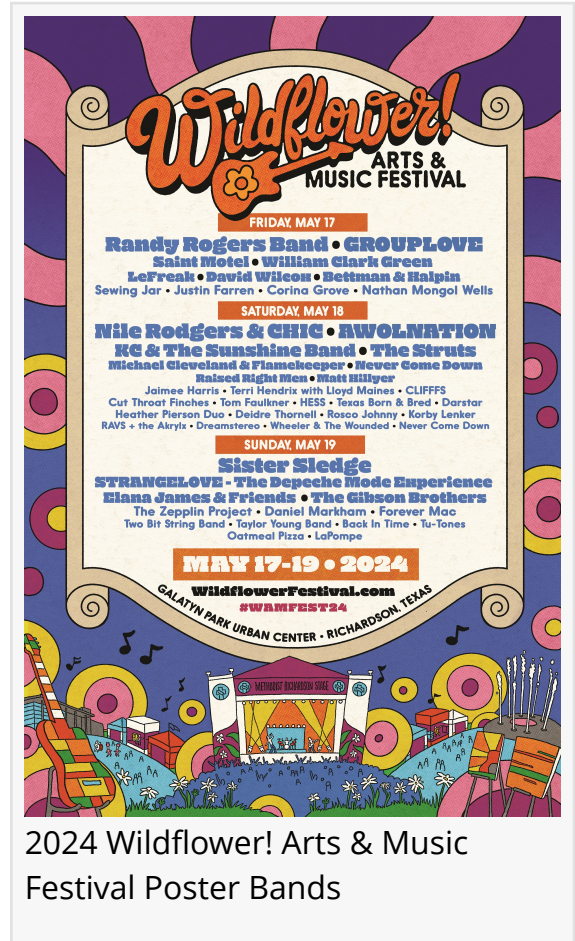 Wildflower!
ARTS &
MUSIC FESTIVAL
FRIDAY, MAY 17
Randy Rogers Band • GROUPLOVE
Saint Motel • William Clark Green
LeFreak • David Wilcox • Bettman & Halpin
Sewing Jar • Justin Farren • Corina Grove • Nathan Mongol Wells
SATURDAY, MAY 18
Nile Rodgers & CHIC • AWOLNATION
KC & The Sunshine Band • The Struts
Michael Cleveland & Flamekeeper • Never Come Down
Raised Right Men • Matt Hillyer
Jaimee Harris • Terri Hendrix with Lloyd Maines • CLIFFFS
Cut Throat Finches • Tom Faulkner • HESS • Texas Born & Bred • Darstar
Heather Pierson Duo • Deidre Thornell • Rosco Johnny • Korby Lenker
RAVS + the Akrylx • Dreamstereo • Wheeler & The Wounded • Never Come Down
SUNDAY, MAY 19
Sister Sledge
STRANGELOVE - The Depeche Mode Experience
Elana James & Friends • The Gibson Brothers
The Zepplin Project • Daniel Markham • Forever Mac
Two Bit String Band • Taylor Young Band • Back In Time • Tu-Tones
Oatmeal Pizza • LaPompe
MAY 17-19 • 2024
WildflowerFestival.com
#WAMFEST24
GALATYN PARK URBAN CENTER • RICHARDSON, TEXAS
METHODIST RICHARDSON STAGE
2024 Wildflower! Arts & Music
Festival Poster Bands